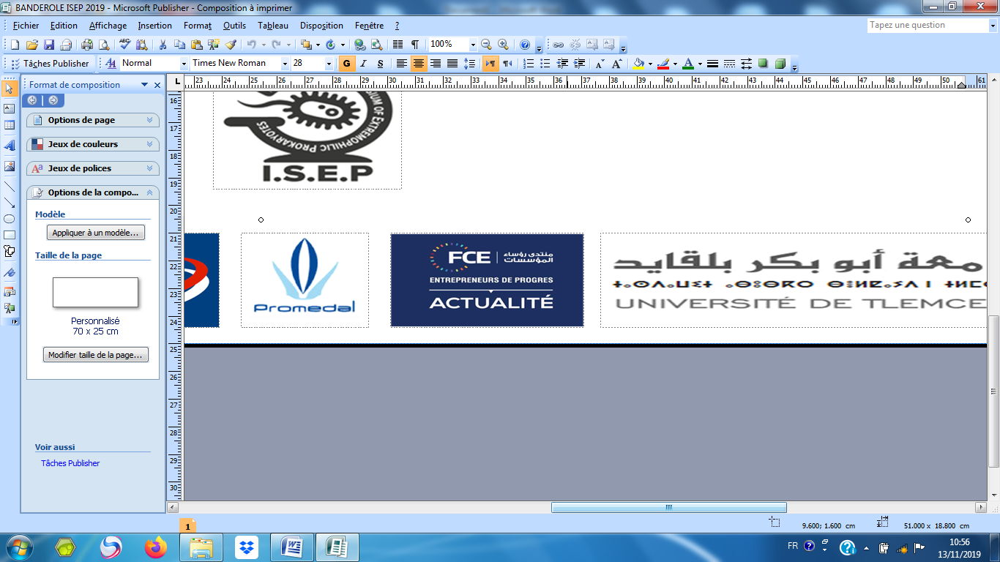 BANDEROLE ISEP 2019 - Microsoft Publisher - Composition à imprimer
Fichier Edition Affichage Insertion Format Outils Tableau Disposition Fenêtre ?
Tapez une question
100%
Tâches Publisher Normal Times New Roman 28 G I S
Format de composition
Options de page
Jeux de couleurs
Jeux de polices
Options de la compo...
Modèle
Appliquer à un modèle...
Taille de la page
Personnalisé
70 x 25 cm
Modifier taille de la page...
Voir aussi
Tâches Publisher
L 23 24 25 26 27 28 29 30 31 32 33 34 35 36 37 38 39 40 41 42 43 44 45 46 47 48 49 50 61
16
17
18
19
20
21
22
23
24
25
26
27
28
29
30
IUM OF EXTREMOPHILIC PROKARYOTES
I.S.E.P
Promedal
FCE
منتدى رؤساء
المؤسسات
ENTREPRENEURS DE PROGRES
ACTUALITÉ
معة أبو بكر بلقايد
UNIVERSITÉ DE TLEMCE
1
9.600; 1.600 cm
51.000 x 18.800 cm
FR
10:56
13/11/2019